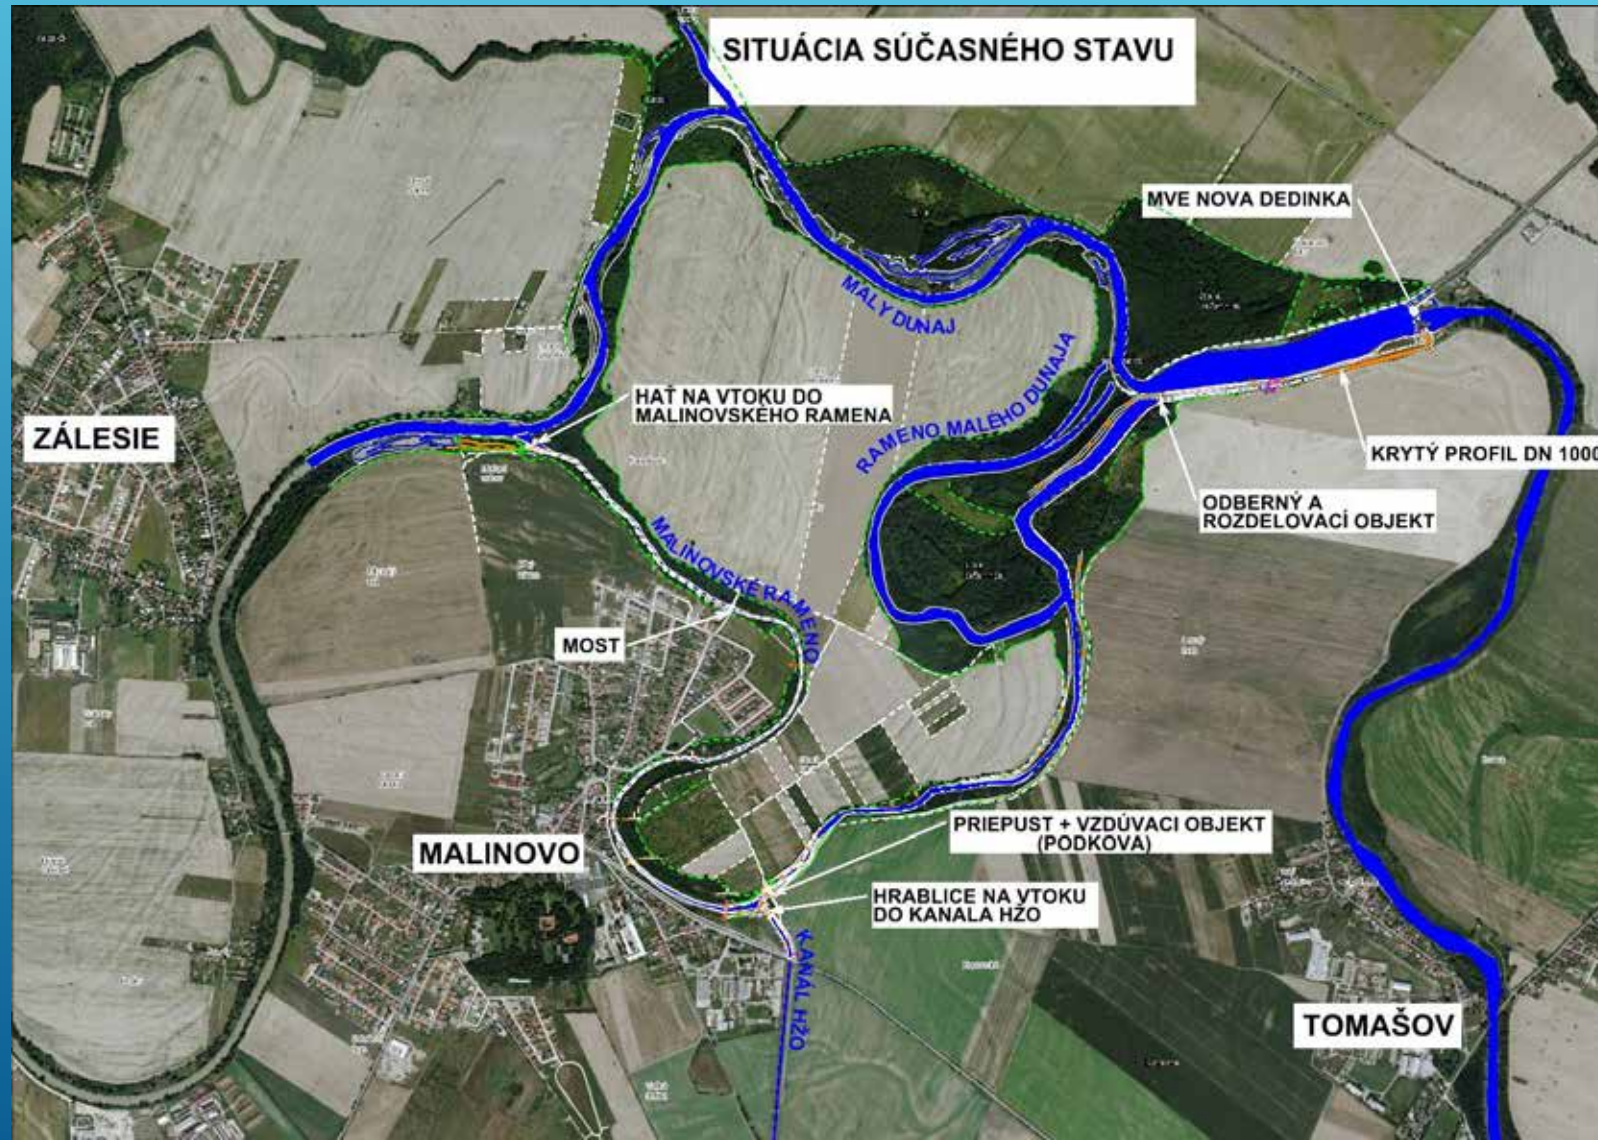 SITUÁCIA SÚČASNÉHO STAVU
MVE NOVA DEDINKA
MALY DUNAJ
RAMENO MALÉHO DUNAJA
HAŤ NA VTOKU DO
MALINOVSKÉHO RAMENA
ZÁLESIE
KRYTÝ PROFIL DN 1000
ODBERNÝ A
ROZDELOVACÍ OBJEKT
MALINOVSKÉ RAMENO
MOST
PRIEPUST + VZDÚVACI OBJEKT
(PODKOVA)
MALINOVO
HRABLICE NA VTOKU
DO KANALA HŽO
KANÁL HŽO
TOMAŠOV